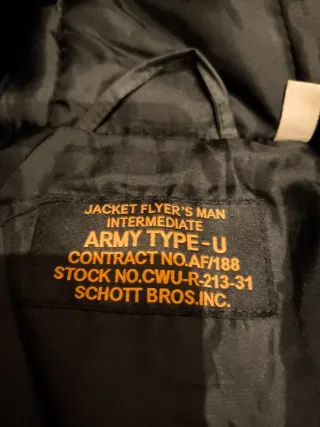 JACKET FLYER'S MAN
INTERMEDIATE
ARMY TYPE-U
CONTRACT NO.AF/188
STOCK NO.CWU-R-213-31
SCHOTT BROS.INC.